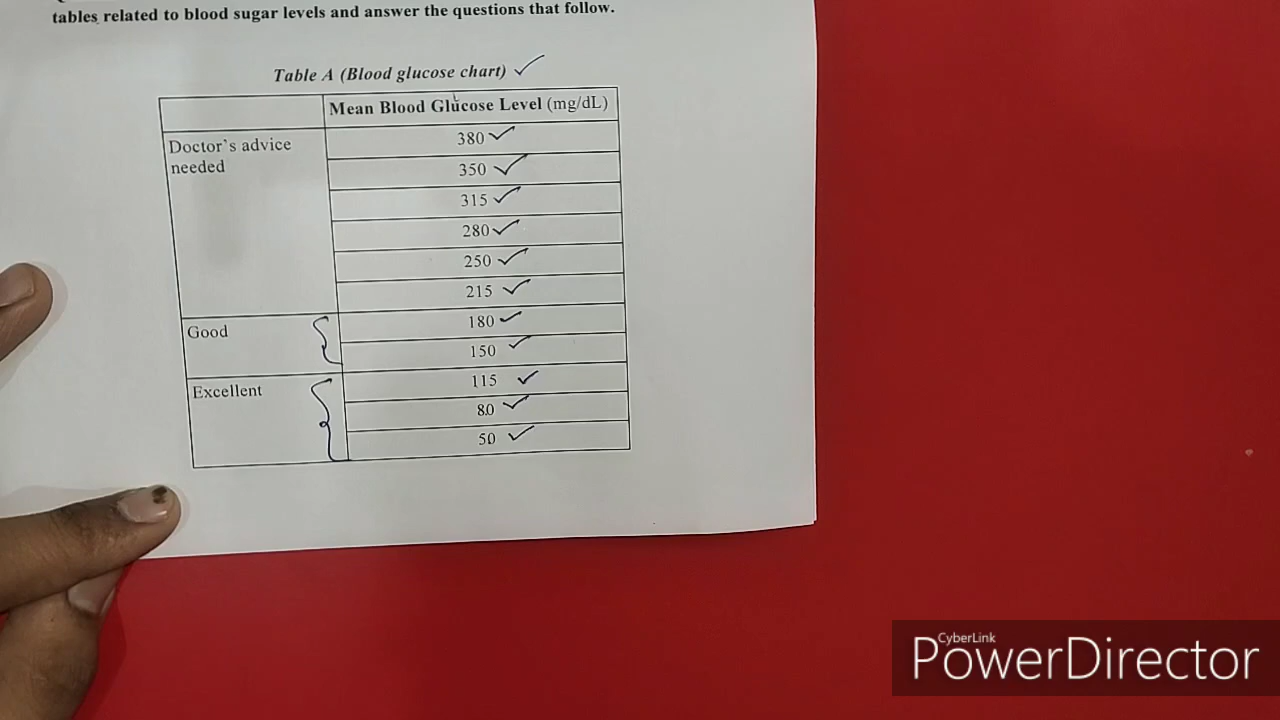 tables related to blood sugar levels and answer the questions that follow.
Table A (Blood glucose chart)
Mean Blood Glucose Level (mg/dL)
Doctor's advice needed
380
350
315
280
250
215
Good
180
150
Excellent
115
80
50
CyberLink
PowerDirector